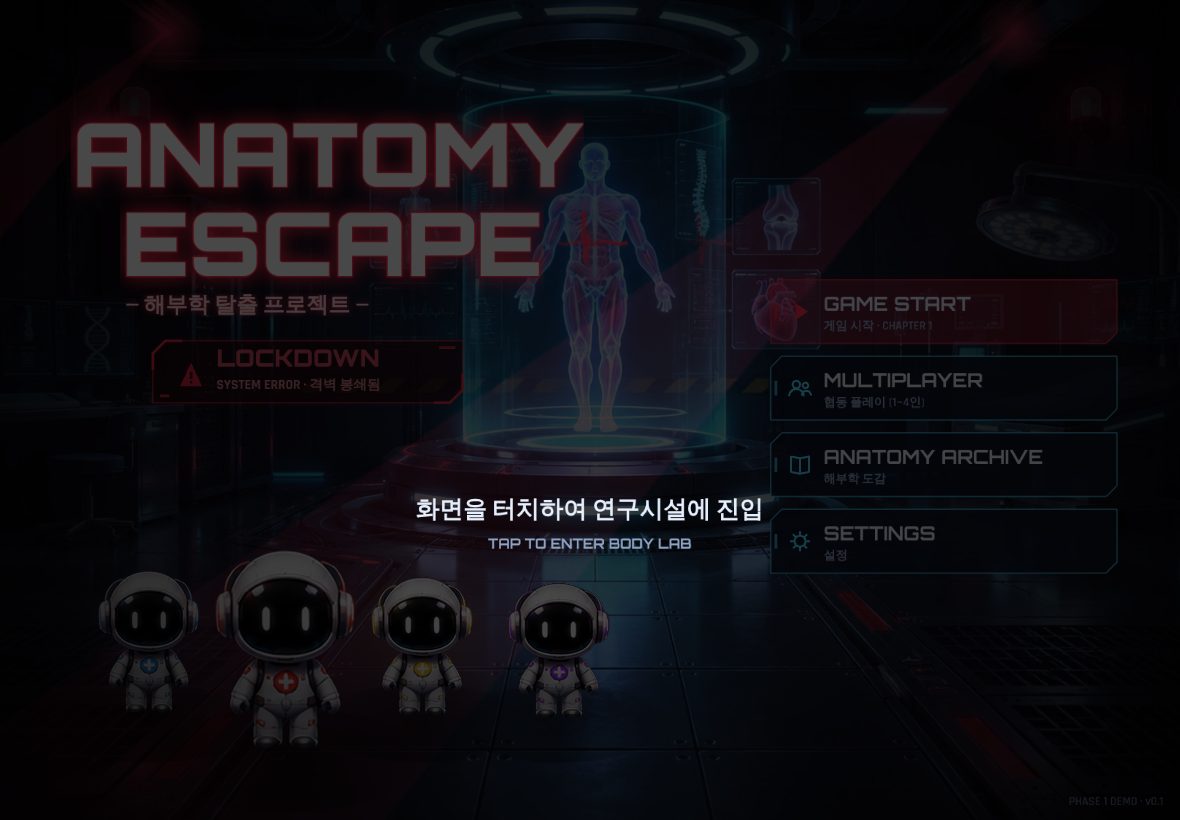 ANATOMY
ESCAPE
– 해부학 탈출 프로젝트 –
LOCKDOWN
SYSTEM ERROR · 격벽 봉쇄됨
GAME START
게임 시작 · CHAPTER 1
MULTIPLAYER
협동 플레이 (1~4인)
ANATOMY ARCHIVE
해부학 도감
SETTINGS
설정
화면을 터치하여 연구시설에 진입
TAP TO ENTER BODY LAB
PHASE 1 DEMO · v0.1